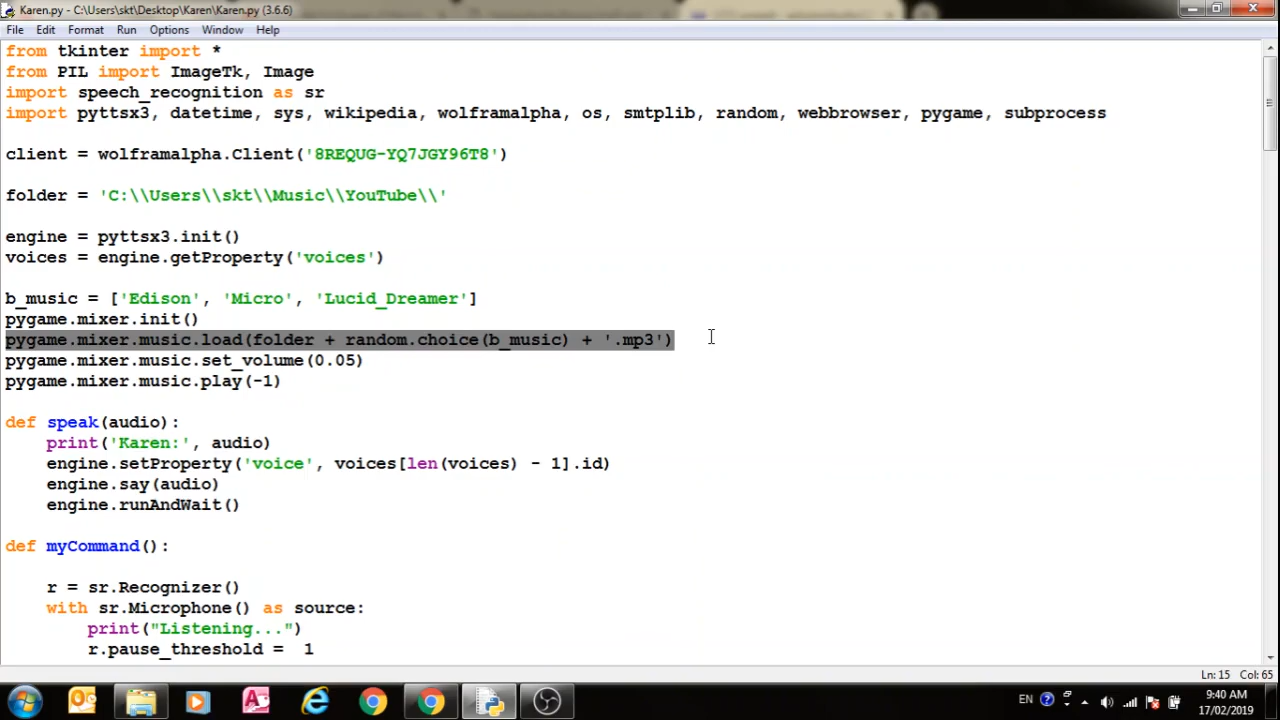 Karen.py - C:\Users\skt\Desktop\Karen\Karen.py (3.6.6)
File Edit Format Run Options Window Help
from tkinter import *
from PIL import ImageTk, Image
import speech_recognition as sr
import pyttsx3, datetime, sys, wikipedia, wolframalpha, os, smtplib, random, webbrowser, pygame, subprocess
client = wolframalpha.Client('8REQUG-YQ7JGY96T8')
folder = 'C:\\Users\\skt\\Music\\YouTube\\'
engine = pyttsx3.init()
voices = engine.getProperty('voices')
b_music = ['Edison', 'Micro', 'Lucid_Dreamer']
pygame.mixer.init()
pygame.mixer.music.load(folder + random.choice(b_music) + '.mp3')
pygame.mixer.music.set_volume(0.05)
pygame.mixer.music.play(-1)
def speak(audio):
    print('Karen:', audio)
    engine.setProperty('voice', voices[len(voices) - 1].id)
    engine.say(audio)
    engine.runAndWait()
def myCommand():
    r = sr.Recognizer()
    with sr.Microphone() as source:
        print("Listening...")
        r.pause_threshold =  1
Ln: 15 Col: 65
EN
9:40 AM
17/02/2019